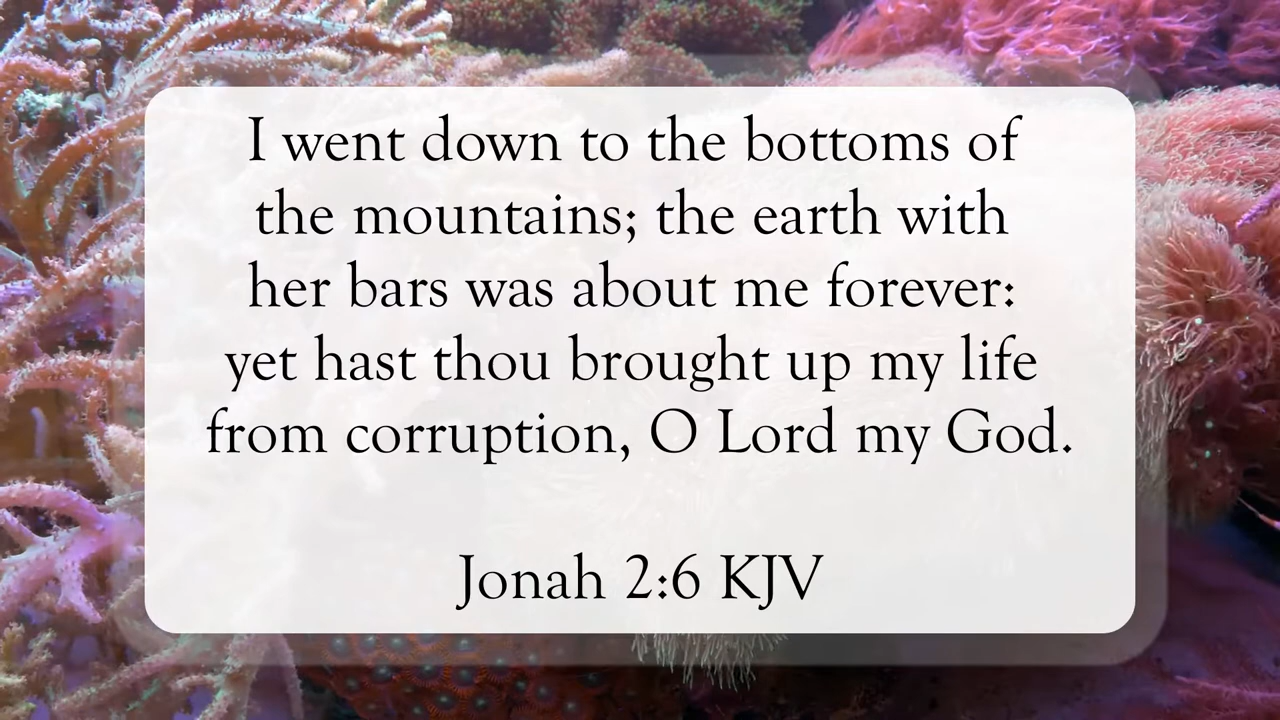 I went down to the bottoms of
the mountains; the earth with
her bars was about me forever:
yet hast thou brought up my life
from corruption, O Lord my God.
Jonah 2:6 KJV